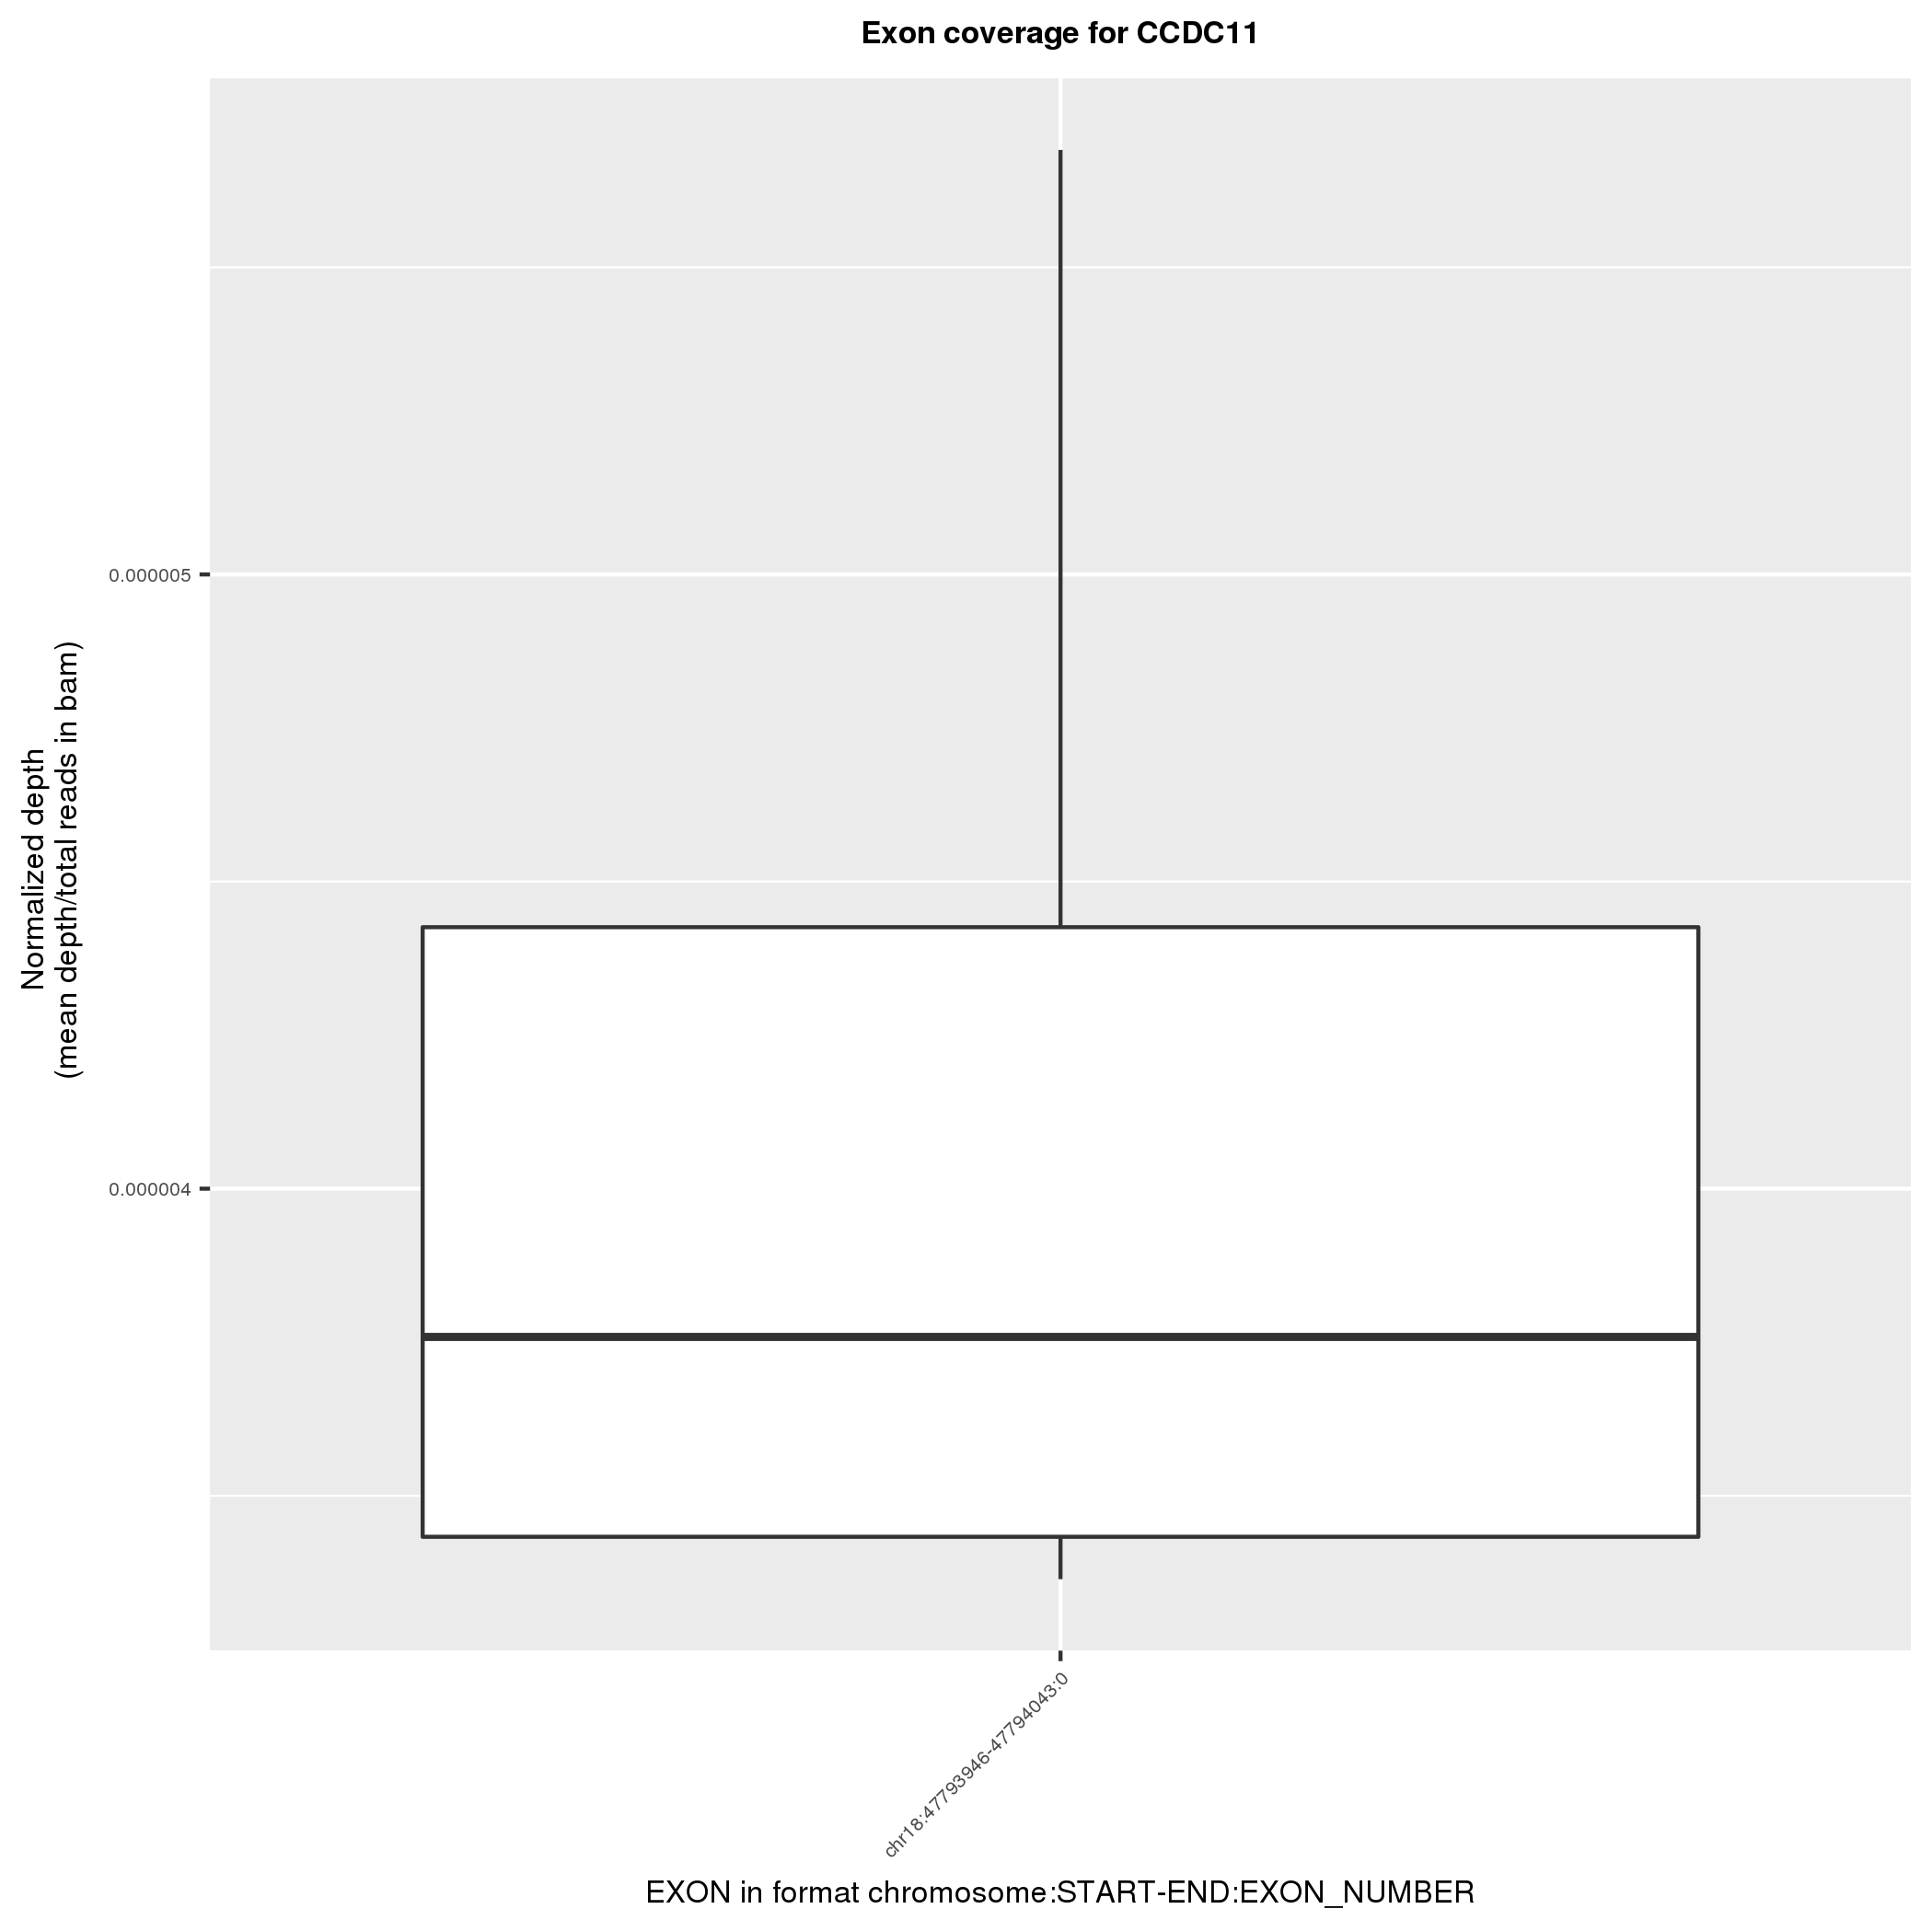 Exon coverage for CCDC11
Normalized depth
(mean depth/total reads in bam)
0.000005
0.000004
chr18:47793946-47794043:0
EXON in format chromosome:START-END:EXON_NUMBER